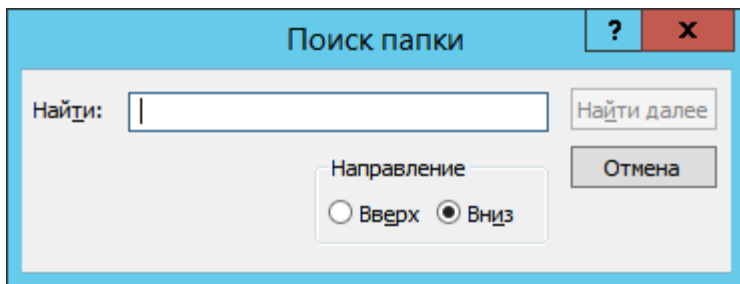 Поиск папки
?
x
Найти:
Найти далее
Направление
Отмена
Вверх
Вниз